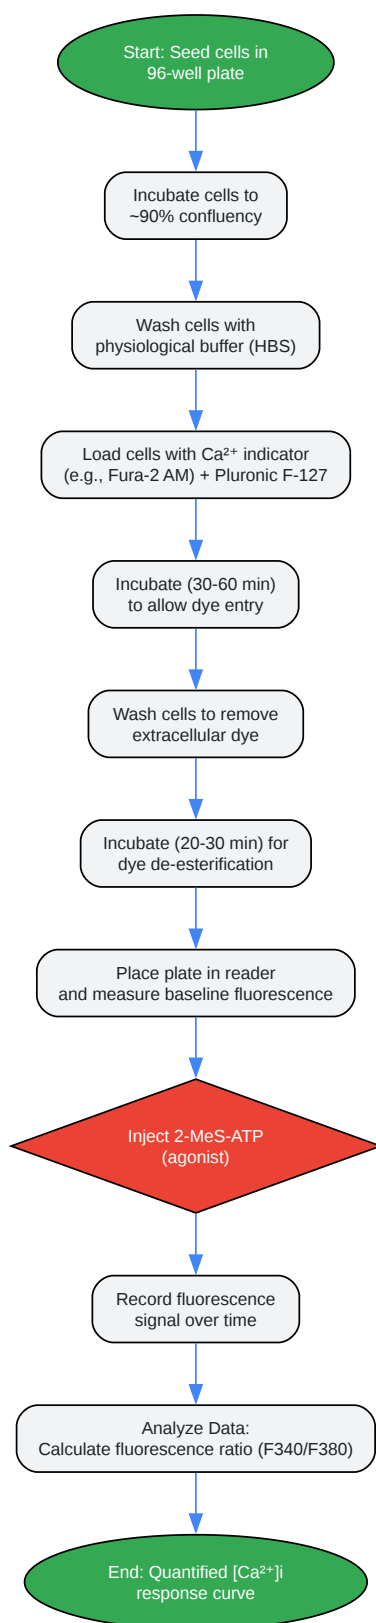 Start: Seed cells in
96-well plate
Incubate cells to
~90% confluency
Wash cells with
physiological buffer (HBS)
Load cells with Ca²⁺ indicator
(e.g., Fura-2 AM) + Pluronic F-127
Incubate (30-60 min)
to allow dye entry
Wash cells to remove
extracellular dye
Incubate (20-30 min) for
dye de-esterification
Place plate in reader
and measure baseline fluorescence
Inject 2-MeS-ATP
(agonist)
Record fluorescence
signal over time
Analyze Data:
Calculate fluorescence ratio (F340/F380)
End: Quantified [Ca²⁺]i
response curve